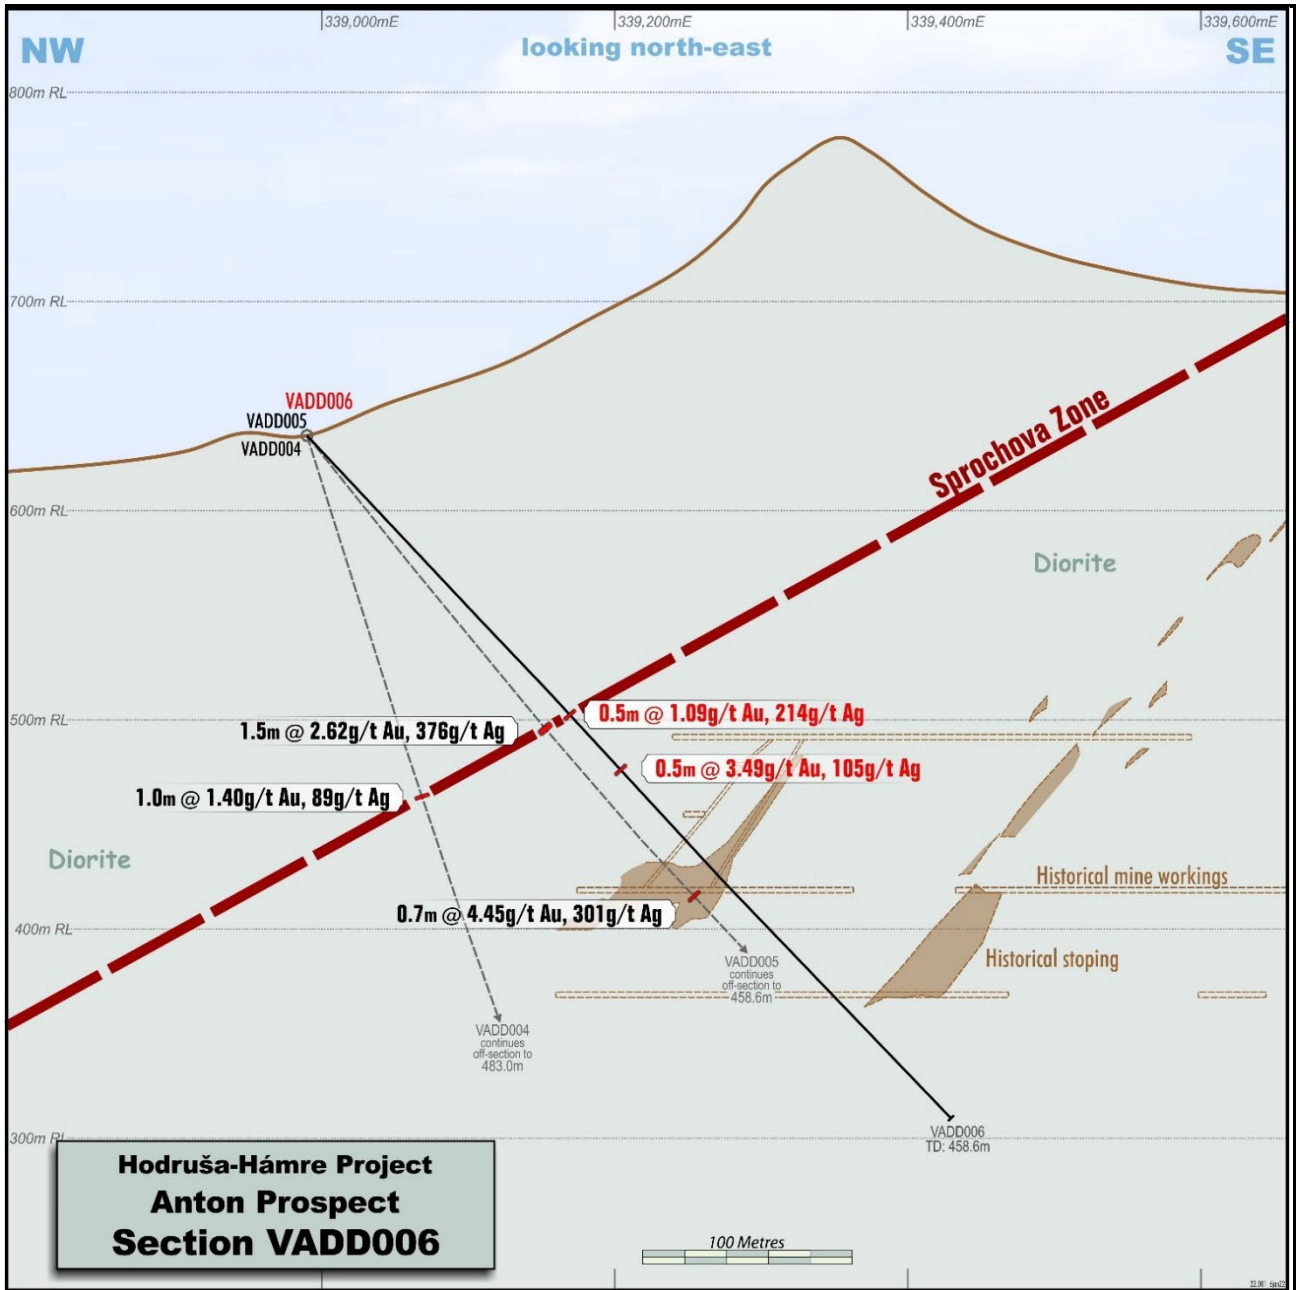 339,000mE
339,200mE
339,400mE
339,600mE
NW
looking north-east
SE
800m RL
700m RL
VADD006
VADD005
VADD004
Sprochova Zone
600m RL
Diorite
500m RL
0.5m @ 1.09g/t Au, 214g/t Ag
1.5m @ 2.62g/t Au, 376g/t Ag
0.5m @ 3.49g/t Au, 105g/t Ag
1.0m @ 1.40g/t Au, 89g/t Ag
Diorite
Historical mine workings
0.7m @ 4.45g/t Au, 301g/t Ag
400m RL
Historical stoping
VADD005
continues
off-section to
458.6m
VADD004
continues
off-section to
483.0m
VADD006
TD: 458.6m
300m RL
Hodruša-Hámre Project
Anton Prospect
Section VADD006
100 Metres